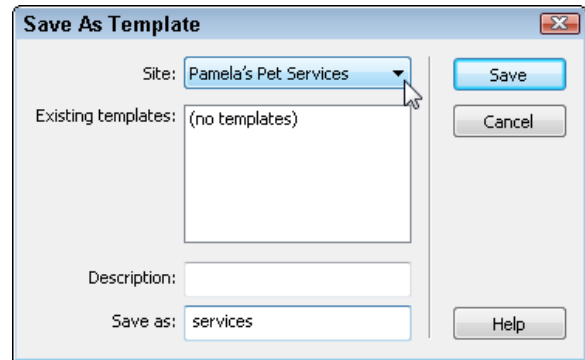 Save As Template
Site: Pamela's Pet Services
Save
Existing templates: (no templates)
Cancel
Description:
Save as: services
Help